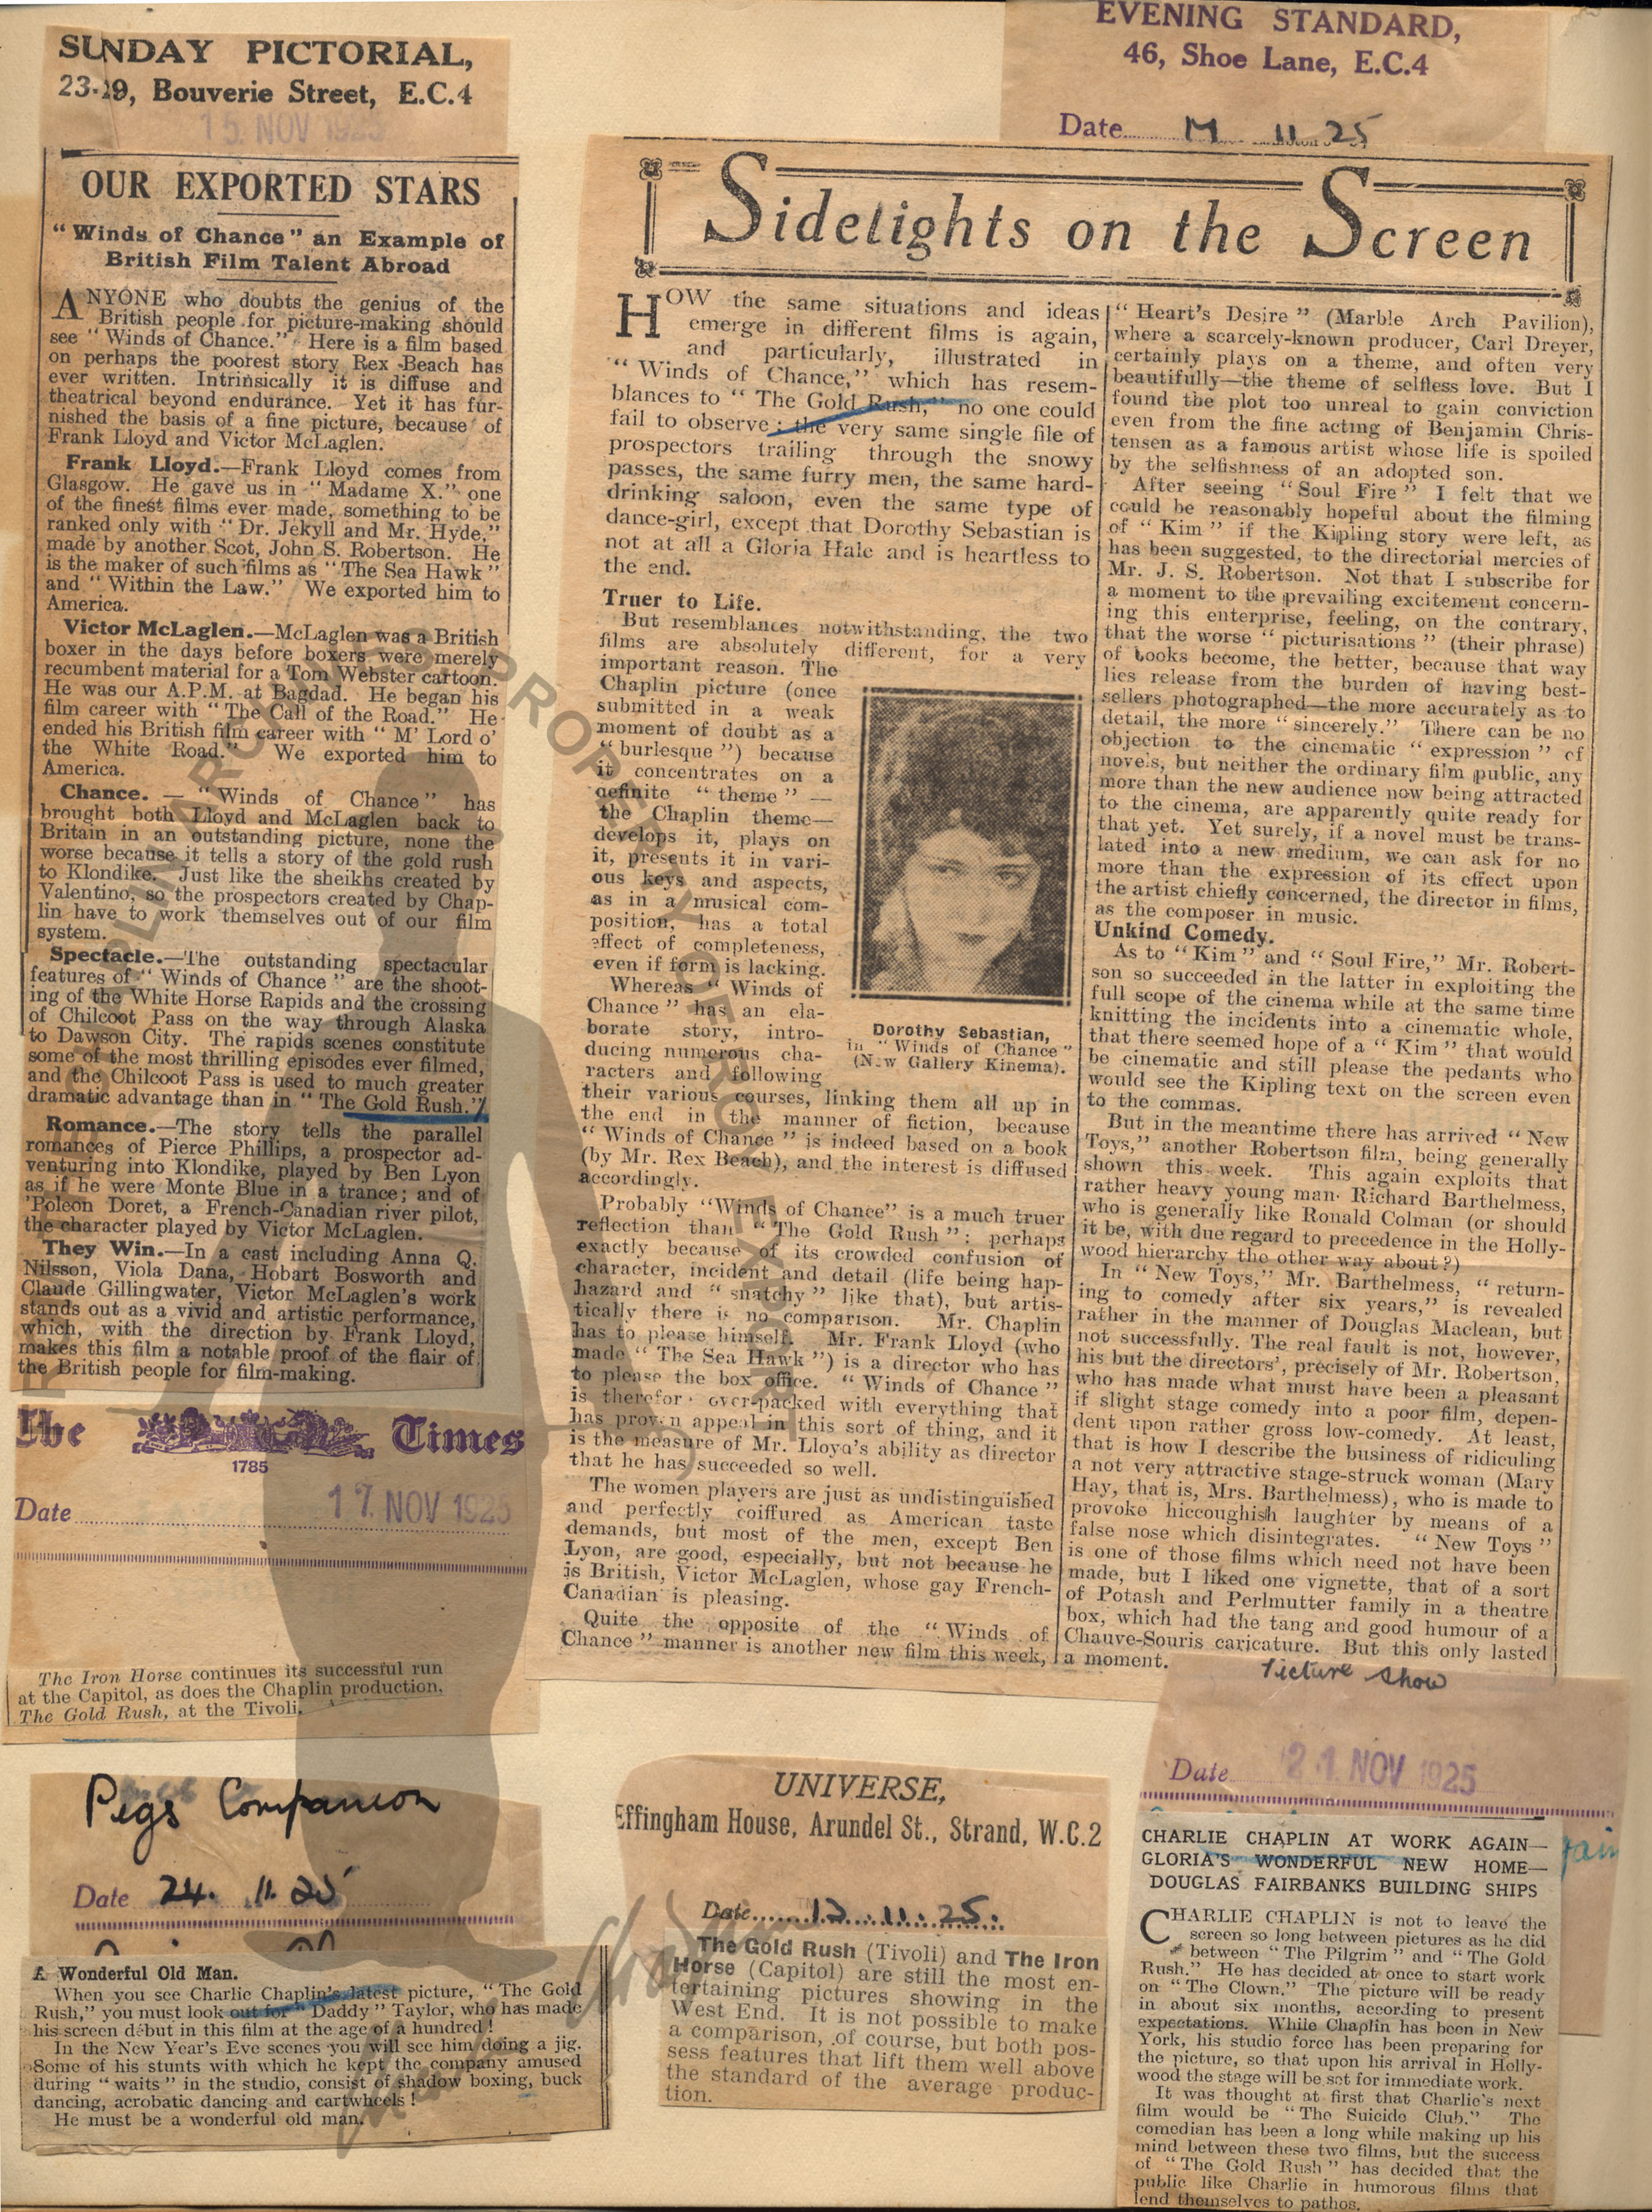 SUNDAY PICTORIAL,
23-29, Bouverie Street, E.C.4
15 NOV 1925
OUR EXPORTED STARS
"Winds of Chance" an Example of
British Film Talent Abroad
ANYONE who doubts the genius of the
British people for picture-making should
see "Winds of Chance." Here is a film based
on perhaps the poorest story Rex Beach has
ever written. Intrinsically it is diffuse and
theatrical beyond endurance. Yet it has fur-
nished the basis of a fine picture, because of
Frank Lloyd and Victor McLaglen.
Frank Lloyd.—Frank Lloyd comes from
Glasgow. He gave us in "Madame X." one
of the finest films ever made, something to be
ranked only with "Dr. Jekyll and Mr. Hyde,"
made by another Scot, John S. Robertson. He
is the maker of such films as "The Sea Hawk"
and "Within the Law." We exported him to
America.
Victor McLaglen.—McLaglen was a British
boxer in the days before boxers were merely
recumbent material for a Tom Webster cartoon.
He was our A.P.M. at Bagdad. He began his
film career with "The Call of the Road." He
ended his British film career with "M' Lord o'
the White Road." We exported him to
America.
Chance. — "Winds of Chance" has
brought both Lloyd and McLaglen back to
Britain in an outstanding picture, none the
worse because it tells a story of the gold rush
to Klondike. Just like the sheikhs created by
Valentino, so the prospectors created by Chap-
lin have to work themselves out of our film
system.
Spectacle.—The outstanding spectacular
features of "Winds of Chance" are the shoot-
ing of the White Horse Rapids and the crossing
of Chilcoot Pass on the way through Alaska
to Dawson City. The rapids scenes constitute
some of the most thrilling episodes ever filmed,
and the Chilcoot Pass is used to much greater
dramatic advantage than in "The Gold Rush."
Romance.—The story tells the parallel
romances of Pierce Phillips, a prospector ad-
venturing into Klondike, played by Ben Lyon
as if he were Monte Blue in a trance; and of
'Poleon Doret, a French-Canadian river pilot,
the character played by Victor McLaglen.
They Win.—In a cast including Anna Q.
Nilsson, Viola Dana, Hobart Bosworth and
Claude Gillingwater, Victor McLaglen's work
stands out as a vivid and artistic performance,
which, with the direction by Frank Lloyd,
makes this film a notable proof of the flair of
the British people for film-making.
The Times
1785
Date 17 NOV 1925
The Iron Horse continues its successful run
at the Capitol, as does the Chaplin production,
The Gold Rush, at the Tivoli.
EVENING STANDARD,
46, Shoe Lane, E.C.4
Date 11 25
Sidelights on the Screen
HOW the same situations and ideas
emerge in different films is again,
and particularly, illustrated in
"Winds of Chance," which has resem-
blances to "The Gold Rush," no one could
fail to observe; the very same single file of
prospectors trailing through the snowy
passes, the same furry men, the same hard-
drinking saloon, even the same type of
dance-girl, except that Dorothy Sebastian is
not at all a Gloria Hale and is heartless to
the end.
Truer to Life.
But resemblances notwithstanding, the two
films are absolutely different, for a very
important reason. The
Chaplin picture (once
submitted in a weak
moment of doubt as a
"burlesque") because
it concentrates on a
definite "theme" —
the Chaplin theme—
develops it, plays on
it, presents it in vari-
ous keys and aspects,
as in a musical com-
position, has a total
effect of completeness,
even if form is lacking.
Whereas "Winds of
Chance" has an ela-
borate story, intro-
ducing numerous cha-
racters and following
their various courses, linking them all up in
the end in the manner of fiction, because
"Winds of Chance" is indeed based on a book
(by Mr. Rex Beach), and the interest is diffused
accordingly.
Dorothy Sebastian,
in "Winds of Chance"
(New Gallery Kinema).
Probably "Winds of Chance" is a much truer
reflection than "The Gold Rush": perhaps
exactly because of its crowded confusion of
character, incident and detail (life being hap-
hazard and "snatchy" like that), but artis-
tically there is no comparison. Mr. Chaplin
has to please himself. Mr. Frank Lloyd (who
made "The Sea Hawk") is a director who has
to please the box office. "Winds of Chance"
is therefor over-packed with everything that
has proven appeal in this sort of thing, and it
is the measure of Mr. Lloyd's ability as director
that he has succeeded so well.
The women players are just as undistinguished
and perfectly coiffured as American taste
demands, but most of the men, except Ben
Lyon, are good, especially, but not because he
is British, Victor McLaglen, whose gay French-
Canadian is pleasing.
Quite the opposite of the "Winds of
Chance" manner is another new film this week,
"Heart's Desire" (Marble Arch Pavilion),
where a scarcely-known producer, Carl Dreyer,
certainly plays on a theme, and often very
beautifully—the theme of selfless love. But I
found the plot too unreal to gain conviction
even from the fine acting of Benjamin Chris-
tensen as a famous artist whose life is spoiled
by the selfishness of an adopted son.
After seeing "Soul Fire" I felt that we
could be reasonably hopeful about the filming
of "Kim" if the Kipling story were left, as
has been suggested, to the directorial mercies of
Mr. J. S. Robertson. Not that I subscribe for
a moment to the prevailing excitement concern-
ing this enterprise, feeling, on the contrary,
that the worse "picturisations" (their phrase)
of books become, the better, because that way
lies release from the burden of having best-
sellers photographed—the more accurately as to
detail, the more "sincerely." There can be no
objection to the cinematic "expression" of
novels, but neither the ordinary film public, any
more than the new audience now being attracted
to the cinema, are apparently quite ready for
that yet. Yet surely, if a novel must be trans-
lated into a new medium, we can ask for no
more than the expression of its effect upon
the artist chiefly concerned, the director in films,
as the composer in music.
Unkind Comedy.
As to "Kim" and "Soul Fire," Mr. Robert-
son so succeeded in the latter in exploiting the
full scope of the cinema while at the same time
knitting the incidents into a cinematic whole,
that there seemed hope of a "Kim" that would
be cinematic and still please the pedants who
would see the Kipling text on the screen even
to the commas.
But in the meantime there has arrived "New
Toys," another Robertson film, being generally
shown this week. This again exploits that
rather heavy young man Richard Barthelmess,
who is generally like Ronald Colman (or should
it be, with due regard to precedence in the Holly-
wood hierarchy the other way about?)
In "New Toys," Mr. Barthelmess, "return-
ing to comedy after six years," is revealed
rather in the manner of Douglas Maclean, but
not successfully. The real fault is not, however,
his but the directors', precisely of Mr. Robertson,
who has made what must have been a pleasant
if slight stage comedy into a poor film, depen-
dent upon rather gross low-comedy. At least,
that is how I describe the business of ridiculing
a not very attractive stage-struck woman (Mary
Hay, that is, Mrs. Barthelmess), who is made to
provoke hiccoughish laughter by means of a
false nose which disintegrates. "New Toys"
is one of those films which need not have been
made, but I liked one vignette, that of a sort
of Potash and Perlmutter family in a theatre
box, which had the tang and good humour of a
Chauve-Souris caricature. But this only lasted
a moment.
Pegs Companion
Date 24. 11. 25
A Wonderful Old Man.
When you see Charlie Chaplin's latest picture, "The Gold
Rush," you must look out for "Daddy" Taylor, who has made
his screen début in this film at the age of a hundred!
In the New Year's Eve scenes you will see him doing a jig.
Some of his stunts with which he kept the company amused
during "waits" in the studio, consist of shadow boxing, buck
dancing, acrobatic dancing and cartwheels!
He must be a wonderful old man.
UNIVERSE,
Effingham House, Arundel St., Strand, W.C.2
Date 13. 11. 25.
The Gold Rush (Tivoli) and The Iron
Horse (Capitol) are still the most en-
tertaining pictures showing in the
West End. It is not possible to make
a comparison, of course, but both pos-
sess features that lift them well above
the standard of the average produc-
tion.
Picture Show
Date 21 NOV 1925
CHARLIE CHAPLIN AT WORK AGAIN—
GLORIA'S WONDERFUL NEW HOME—
DOUGLAS FAIRBANKS BUILDING SHIPS
CHARLIE CHAPLIN is not to leave the
screen so long between pictures as he did
between "The Pilgrim" and "The Gold
Rush." He has decided at once to start work
on "The Clown." The picture will be ready
in about six months, according to present
expectations. While Chaplin has been in New
York, his studio force has been preparing for
the picture, so that upon his arrival in Holly-
wood the stage will be set for immediate work.
It was thought at first that Charlie's next
film would be "The Suicide Club." The
comedian has been a long while making up his
mind between these two films, but the success
of "The Gold Rush" has decided that the
public like Charlie in humorous films that
lend themselves to pathos.